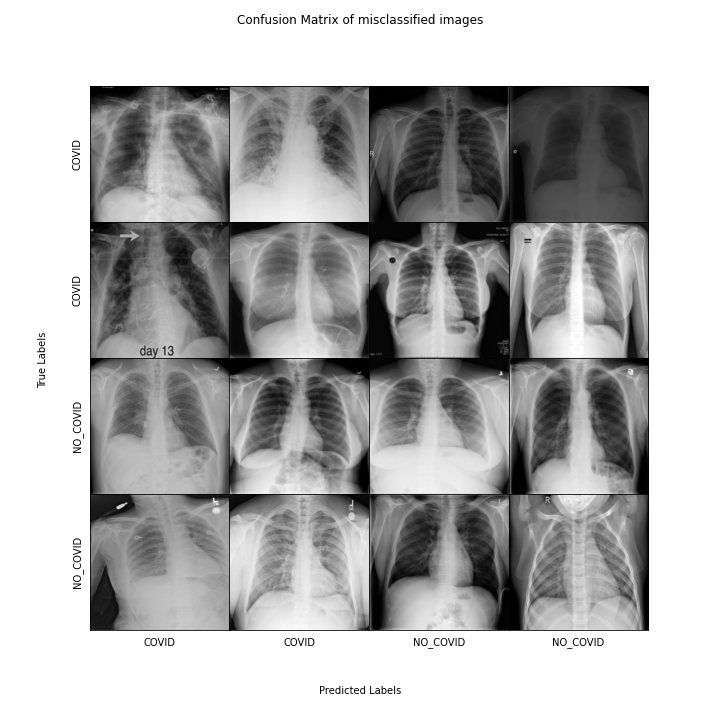 Confusion Matrix of misclassified images
COVID
R
COVID
day 13
True Labels
NO_COVID
NO_COVID
R
COVID COVID NO_COVID NO_COVID
Predicted Labels